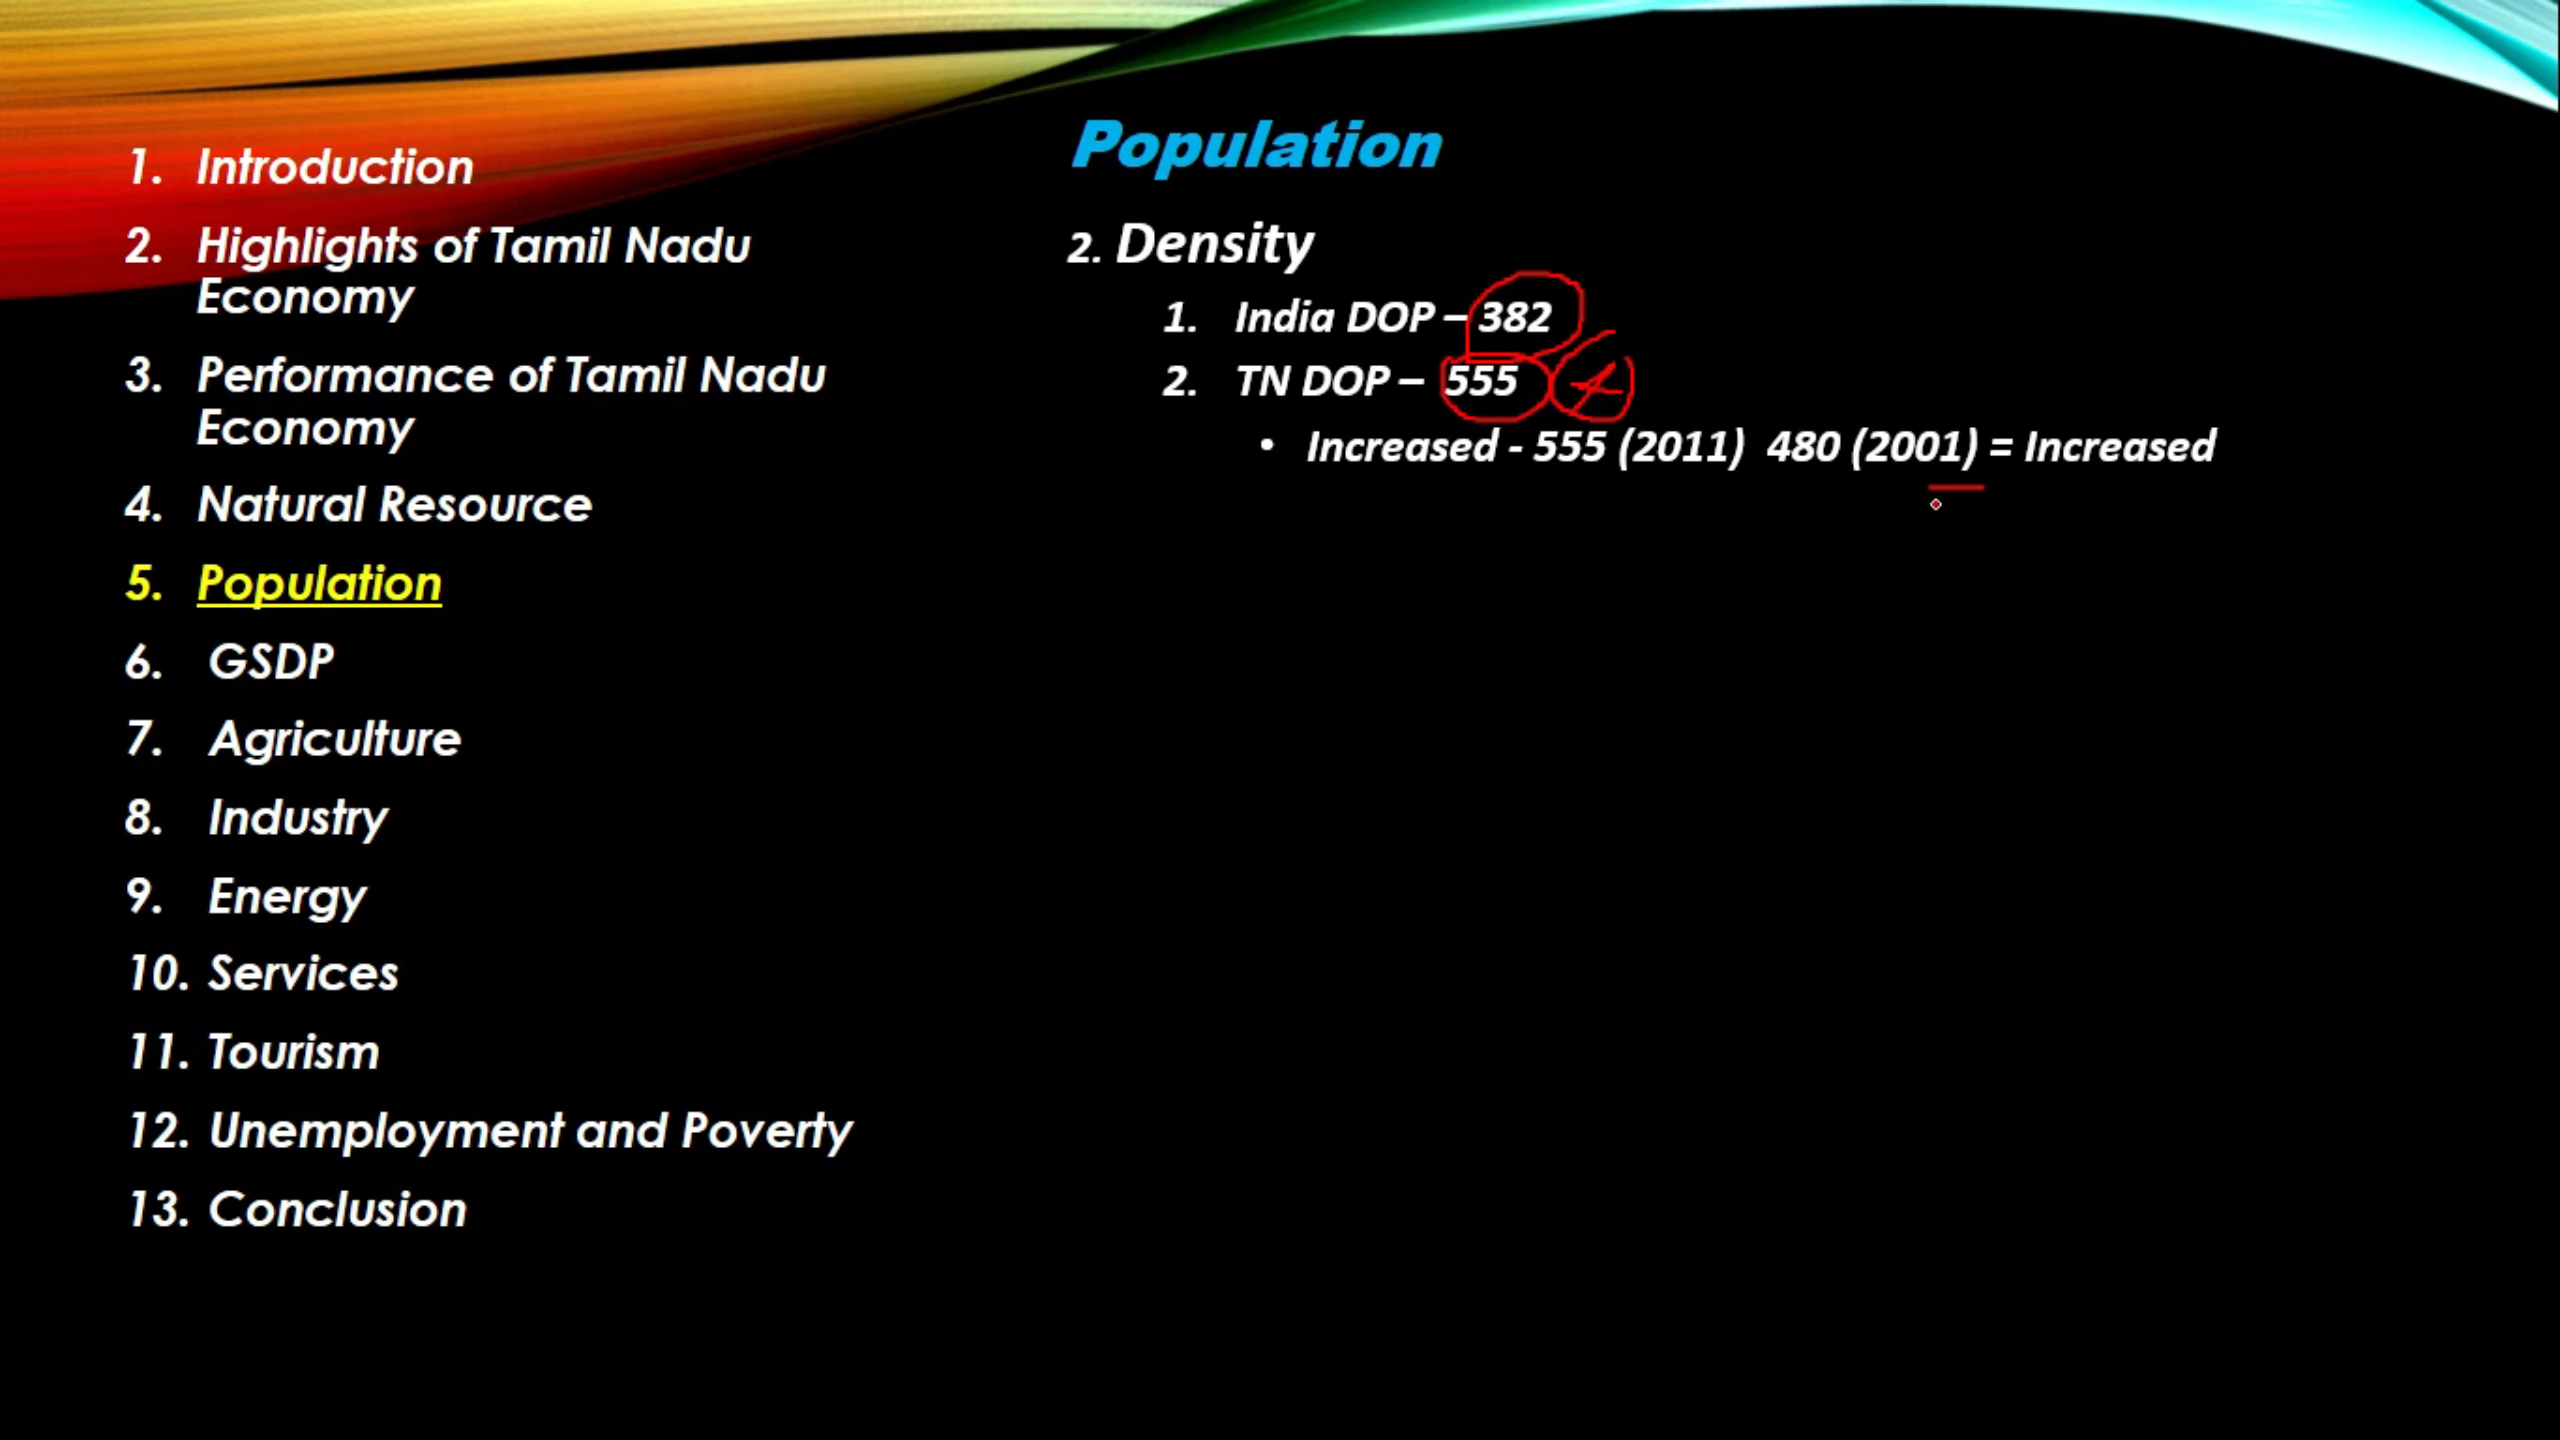 1. Introduction
2. Highlights of Tamil Nadu
Economy
3. Performance of Tamil Nadu
Economy
4. Natural Resource
5. Population
6. GSDP
7. Agriculture
8. Industry
9. Energy
10. Services
11. Tourism
12. Unemployment and Poverty
13. Conclusion
Population
2. Density
1. India DOP – 382
2. TN DOP – 555
• Increased - 555 (2011) 480 (2001) = Increased